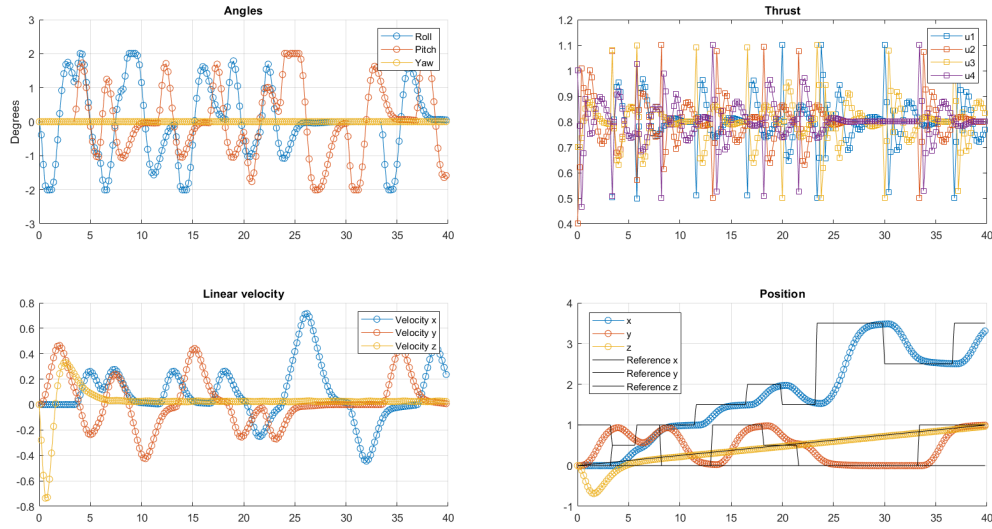 Angles
3
2
1
0
-1
-2
-3
Degrees
0 5 10 15 20 25 30 35 40
Roll
Pitch
Yaw
Thrust
1.2
1.1
1
0.9
0.8
0.7
0.6
0.5
0.4
0 5 10 15 20 25 30 35 40
u1
u2
u3
u4
Linear velocity
0.8
0.6
0.4
0.2
0
-0.2
-0.4
-0.6
-0.8
0 5 10 15 20 25 30 35 40
Velocity x
Velocity y
Velocity z
Position
4
3
2
1
0
-1
0 5 10 15 20 25 30 35 40
x
y
z
Reference x
Reference y
Reference z